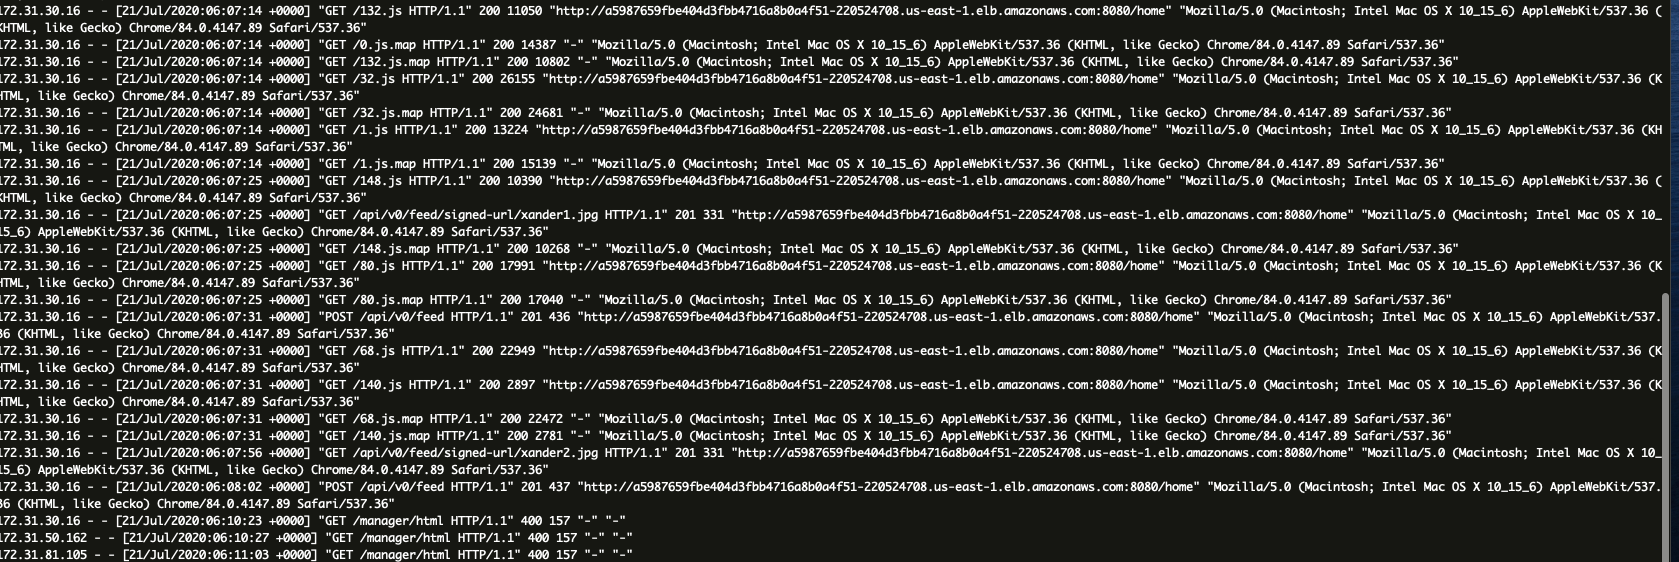 172.31.30.16 - - [21/Jul/2020:06:07:14 +0000] "GET /132.js HTTP/1.1" 200 11050 "http://a5987659fbe404d3fbb4716a8b0a4f51-220524708.us-east-1.elb.amazonaws.com:8080/home" "Mozilla/5.0 (Macintosh; Intel Mac OS X 10_15_6) AppleWebKit/537.36 (
KHTML, like Gecko) Chrome/84.0.4147.89 Safari/537.36"
172.31.30.16 - - [21/Jul/2020:06:07:14 +0000] "GET /0.js.map HTTP/1.1" 200 14387 "-" "Mozilla/5.0 (Macintosh; Intel Mac OS X 10_15_6) AppleWebKit/537.36 (KHTML, like Gecko) Chrome/84.0.4147.89 Safari/537.36"
172.31.30.16 - - [21/Jul/2020:06:07:14 +0000] "GET /132.js.map HTTP/1.1" 200 10802 "-" "Mozilla/5.0 (Macintosh; Intel Mac OS X 10_15_6) AppleWebKit/537.36 (KHTML, like Gecko) Chrome/84.0.4147.89 Safari/537.36"
172.31.30.16 - - [21/Jul/2020:06:07:14 +0000] "GET /32.js HTTP/1.1" 200 26155 "http://a5987659fbe404d3fbb4716a8b0a4f51-220524708.us-east-1.elb.amazonaws.com:8080/home" "Mozilla/5.0 (Macintosh; Intel Mac OS X 10_15_6) AppleWebKit/537.36 (K
HTML, like Gecko) Chrome/84.0.4147.89 Safari/537.36"
172.31.30.16 - - [21/Jul/2020:06:07:14 +0000] "GET /32.js.map HTTP/1.1" 200 24681 "-" "Mozilla/5.0 (Macintosh; Intel Mac OS X 10_15_6) AppleWebKit/537.36 (KHTML, like Gecko) Chrome/84.0.4147.89 Safari/537.36"
172.31.30.16 - - [21/Jul/2020:06:07:14 +0000] "GET /1.js HTTP/1.1" 200 13224 "http://a5987659fbe404d3fbb4716a8b0a4f51-220524708.us-east-1.elb.amazonaws.com:8080/home" "Mozilla/5.0 (Macintosh; Intel Mac OS X 10_15_6) AppleWebKit/537.36 (KH
TML, like Gecko) Chrome/84.0.4147.89 Safari/537.36"
172.31.30.16 - - [21/Jul/2020:06:07:14 +0000] "GET /1.js.map HTTP/1.1" 200 15139 "-" "Mozilla/5.0 (Macintosh; Intel Mac OS X 10_15_6) AppleWebKit/537.36 (KHTML, like Gecko) Chrome/84.0.4147.89 Safari/537.36"
172.31.30.16 - - [21/Jul/2020:06:07:25 +0000] "GET /148.js HTTP/1.1" 200 10390 "http://a5987659fbe404d3fbb4716a8b0a4f51-220524708.us-east-1.elb.amazonaws.com:8080/home" "Mozilla/5.0 (Macintosh; Intel Mac OS X 10_15_6) AppleWebKit/537.36 (
KHTML, like Gecko) Chrome/84.0.4147.89 Safari/537.36"
172.31.30.16 - - [21/Jul/2020:06:07:25 +0000] "GET /api/v0/feed/signed-url/xander1.jpg HTTP/1.1" 201 331 "http://a5987659fbe404d3fbb4716a8b0a4f51-220524708.us-east-1.elb.amazonaws.com:8080/home" "Mozilla/5.0 (Macintosh; Intel Mac OS X 10_
15_6) AppleWebKit/537.36 (KHTML, like Gecko) Chrome/84.0.4147.89 Safari/537.36"
172.31.30.16 - - [21/Jul/2020:06:07:25 +0000] "GET /148.js.map HTTP/1.1" 200 10268 "-" "Mozilla/5.0 (Macintosh; Intel Mac OS X 10_15_6) AppleWebKit/537.36 (KHTML, like Gecko) Chrome/84.0.4147.89 Safari/537.36"
172.31.30.16 - - [21/Jul/2020:06:07:25 +0000] "GET /80.js HTTP/1.1" 200 17991 "http://a5987659fbe404d3fbb4716a8b0a4f51-220524708.us-east-1.elb.amazonaws.com:8080/home" "Mozilla/5.0 (Macintosh; Intel Mac OS X 10_15_6) AppleWebKit/537.36 (K
HTML, like Gecko) Chrome/84.0.4147.89 Safari/537.36"
172.31.30.16 - - [21/Jul/2020:06:07:25 +0000] "GET /80.js.map HTTP/1.1" 200 17040 "-" "Mozilla/5.0 (Macintosh; Intel Mac OS X 10_15_6) AppleWebKit/537.36 (KHTML, like Gecko) Chrome/84.0.4147.89 Safari/537.36"
172.31.30.16 - - [21/Jul/2020:06:07:31 +0000] "POST /api/v0/feed HTTP/1.1" 201 436 "http://a5987659fbe404d3fbb4716a8b0a4f51-220524708.us-east-1.elb.amazonaws.com:8080/home" "Mozilla/5.0 (Macintosh; Intel Mac OS X 10_15_6) AppleWebKit/537.
36 (KHTML, like Gecko) Chrome/84.0.4147.89 Safari/537.36"
172.31.30.16 - - [21/Jul/2020:06:07:31 +0000] "GET /68.js HTTP/1.1" 200 22949 "http://a5987659fbe404d3fbb4716a8b0a4f51-220524708.us-east-1.elb.amazonaws.com:8080/home" "Mozilla/5.0 (Macintosh; Intel Mac OS X 10_15_6) AppleWebKit/537.36 (K
HTML, like Gecko) Chrome/84.0.4147.89 Safari/537.36"
172.31.30.16 - - [21/Jul/2020:06:07:31 +0000] "GET /140.js HTTP/1.1" 200 2897 "http://a5987659fbe404d3fbb4716a8b0a4f51-220524708.us-east-1.elb.amazonaws.com:8080/home" "Mozilla/5.0 (Macintosh; Intel Mac OS X 10_15_6) AppleWebKit/537.36 (K
HTML, like Gecko) Chrome/84.0.4147.89 Safari/537.36"
172.31.30.16 - - [21/Jul/2020:06:07:31 +0000] "GET /68.js.map HTTP/1.1" 200 22472 "-" "Mozilla/5.0 (Macintosh; Intel Mac OS X 10_15_6) AppleWebKit/537.36 (KHTML, like Gecko) Chrome/84.0.4147.89 Safari/537.36"
172.31.30.16 - - [21/Jul/2020:06:07:31 +0000] "GET /140.js.map HTTP/1.1" 200 2781 "-" "Mozilla/5.0 (Macintosh; Intel Mac OS X 10_15_6) AppleWebKit/537.36 (KHTML, like Gecko) Chrome/84.0.4147.89 Safari/537.36"
172.31.30.16 - - [21/Jul/2020:06:07:56 +0000] "GET /api/v0/feed/signed-url/xander2.jpg HTTP/1.1" 201 331 "http://a5987659fbe404d3fbb4716a8b0a4f51-220524708.us-east-1.elb.amazonaws.com:8080/home" "Mozilla/5.0 (Macintosh; Intel Mac OS X 10_
15_6) AppleWebKit/537.36 (KHTML, like Gecko) Chrome/84.0.4147.89 Safari/537.36"
172.31.30.16 - - [21/Jul/2020:06:08:02 +0000] "POST /api/v0/feed HTTP/1.1" 201 437 "http://a5987659fbe404d3fbb4716a8b0a4f51-220524708.us-east-1.elb.amazonaws.com:8080/home" "Mozilla/5.0 (Macintosh; Intel Mac OS X 10_15_6) AppleWebKit/537.
36 (KHTML, like Gecko) Chrome/84.0.4147.89 Safari/537.36"
172.31.30.16 - - [21/Jul/2020:06:10:23 +0000] "GET /manager/html HTTP/1.1" 400 157 "-" "-"
172.31.50.162 - - [21/Jul/2020:06:10:27 +0000] "GET /manager/html HTTP/1.1" 400 157 "-" "-"
172.31.81.105 - - [21/Jul/2020:06:11:03 +0000] "GET /manager/html HTTP/1.1" 400 157 "-" "-"